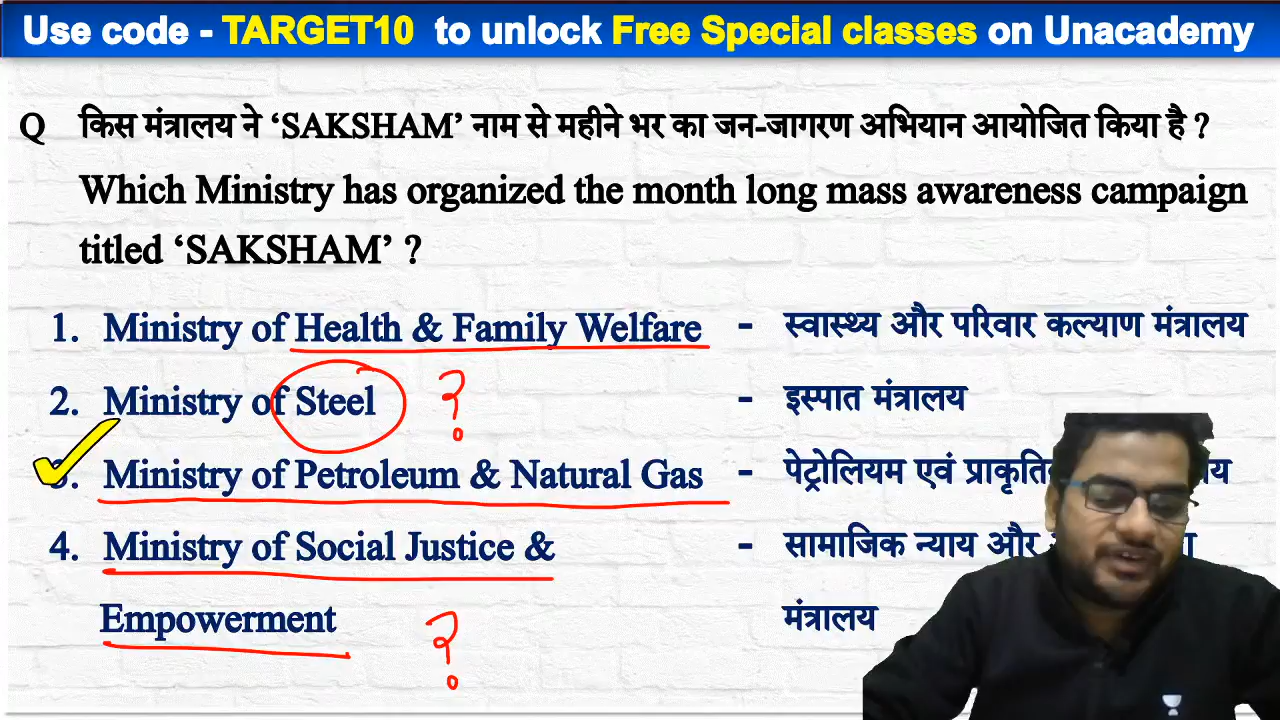 Use code - TARGET10 to unlock Free Special classes on Unacademy
Q किस मंत्रालय ने ‘SAKSHAM’ नाम से महीने भर का जन-जागरण अभियान आयोजित किया है ?
Which Ministry has organized the month long mass awareness campaign
titled ‘SAKSHAM’ ?
1. Ministry of Health & Family Welfare - स्वास्थ्य और परिवार कल्याण मंत्रालय
2. Ministry of Steel ? - इस्पात मंत्रालय
3. Ministry of Petroleum & Natural Gas - पेट्रोलियम एवं
4. Ministry of Social Justice & - सामाजिक न्याय और
Empowerment ? मंत्रालय